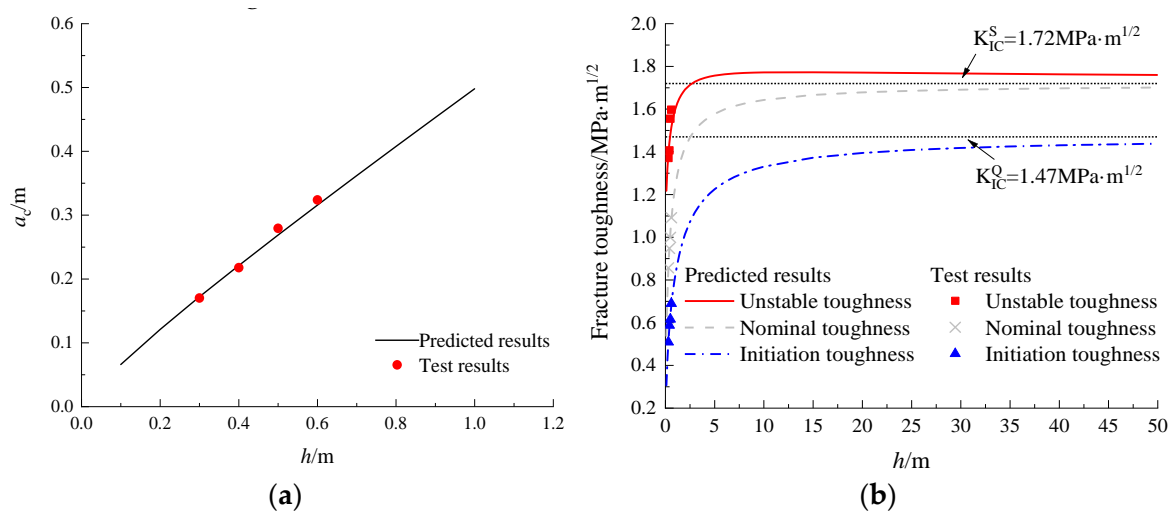 0.6
0.5
0.4
0.3
0.2
0.1
0.0
a_c/m
Predicted results
Test results
0.0 0.2 0.4 0.6 0.8 1.0 1.2
h/m
(a)
2.0
1.8
1.6
1.4
1.2
1.0
0.8
0.6
0.4
0.2
Fracture toughness/MPa·m^{1/2}
K_{IC}^{S}=1.72MPa·m^{1/2}
K_{IC}^{Q}=1.47MPa·m^{1/2}
Predicted results Test results
Unstable toughness Unstable toughness
Nominal toughness Nominal toughness
Initiation toughness Initiation toughness
0 5 10 15 20 25 30 35 40 45 50
h/m
(b)